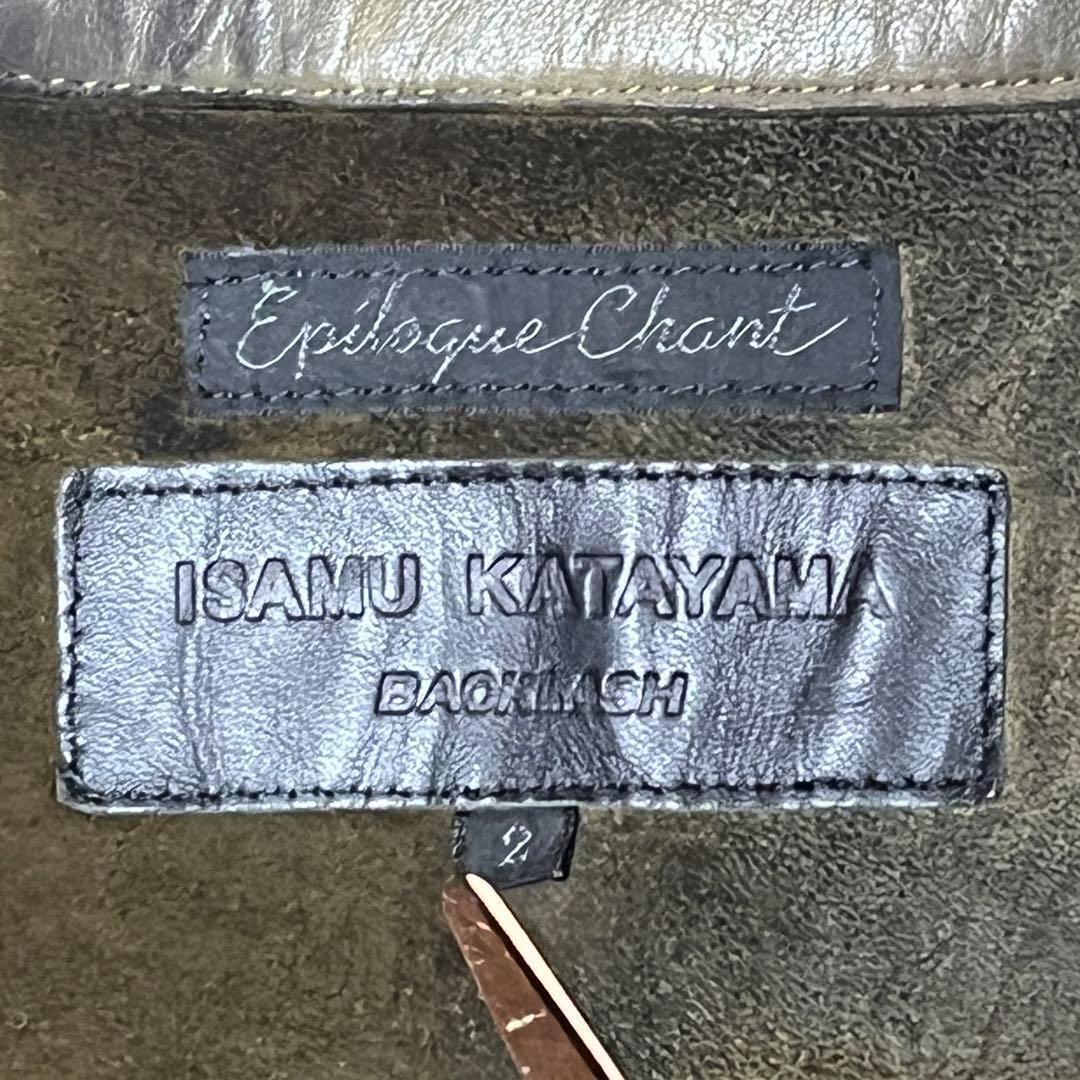 Epilogue Chant
ISAMU KATAYAMA
BACKLASH
2